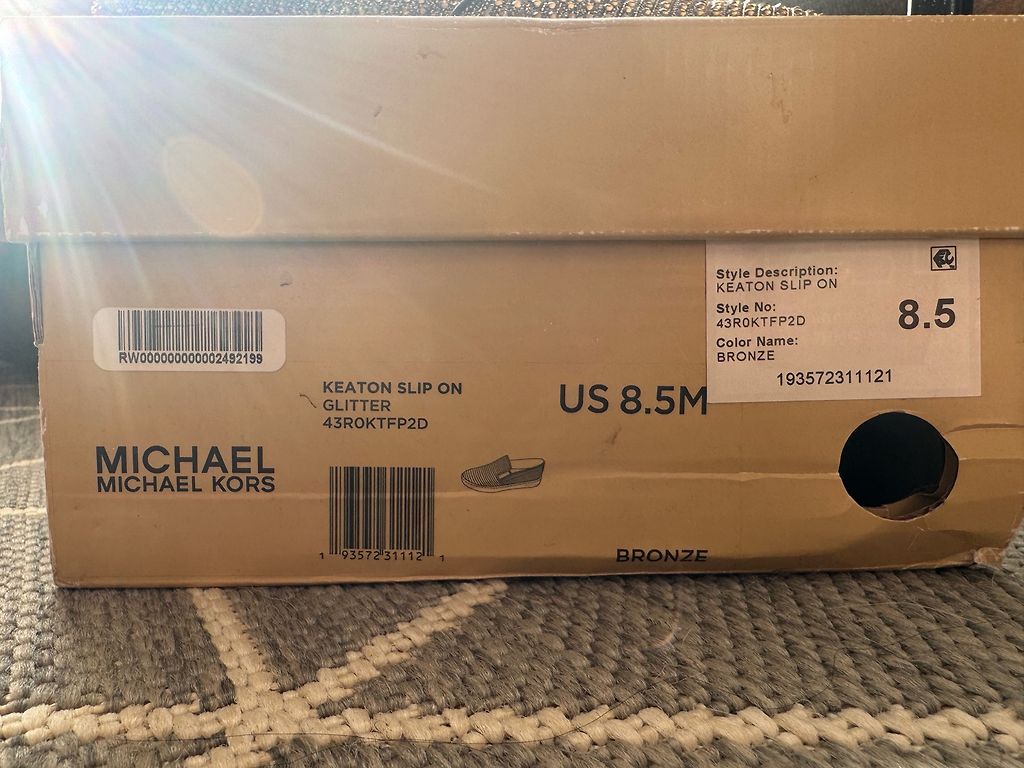 RW000000000002492199
KEATON SLIP ON
GLITTER
43R0KTFP2D
MICHAEL
MICHAEL KORS
1 93572 31112 1
US 8.5M
BRONZE
Style Description:
KEATON SLIP ON
Style No:
43R0KTFP2D
8.5
Color Name:
BRONZE
193572311121